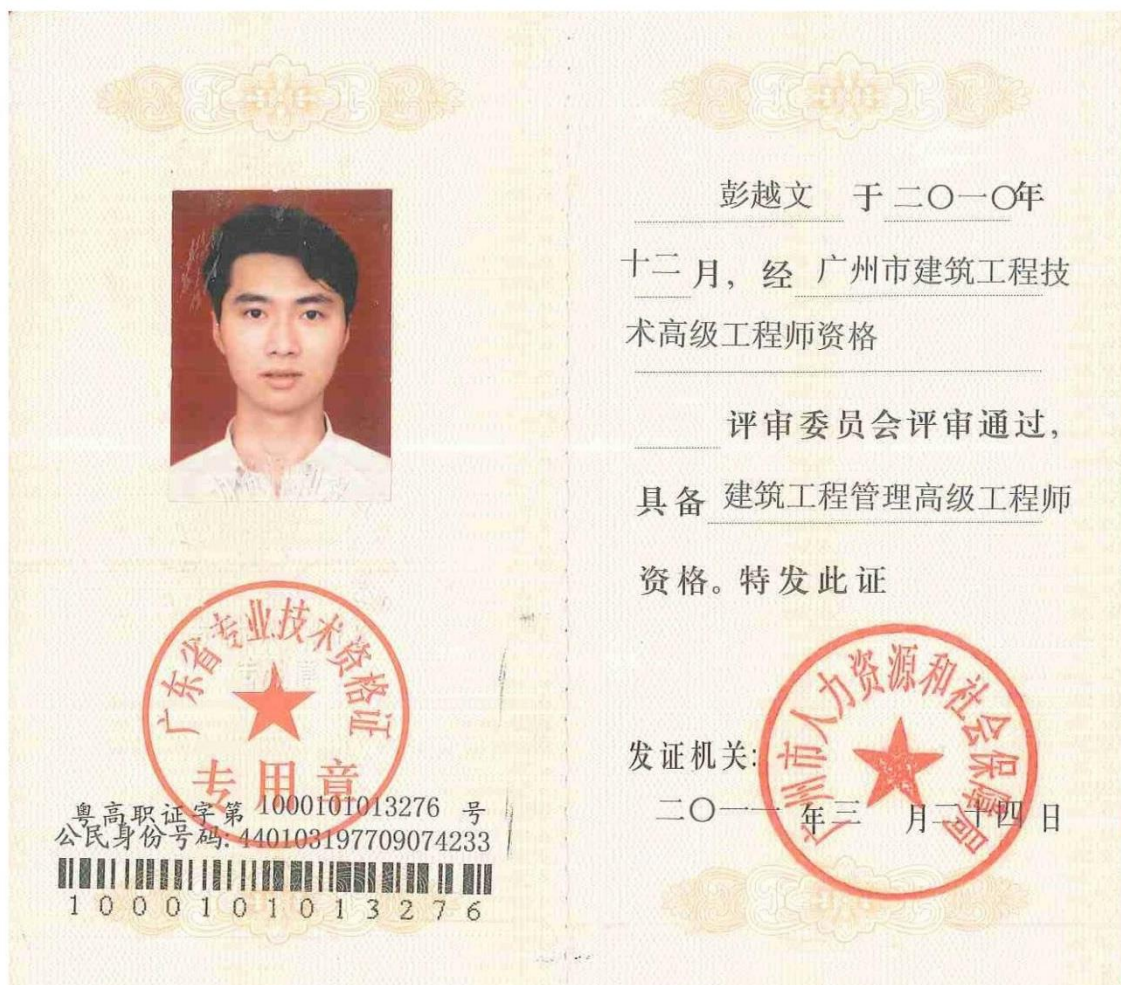 广东省专业技术资格证
专用章
粤高职证字第 1000101013276 号
公民身份号码: 440103197709074233
1000101013276
彭越文 于 二〇一〇年
十二 月, 经 广州市建筑工程技
术高级工程师资格
评审委员会评审通过,
具备 建筑工程管理高级工程师
资格。特发此证
广州市人力资源和社会保障局
发证机关:
二〇一一 年 三 月 二十四 日